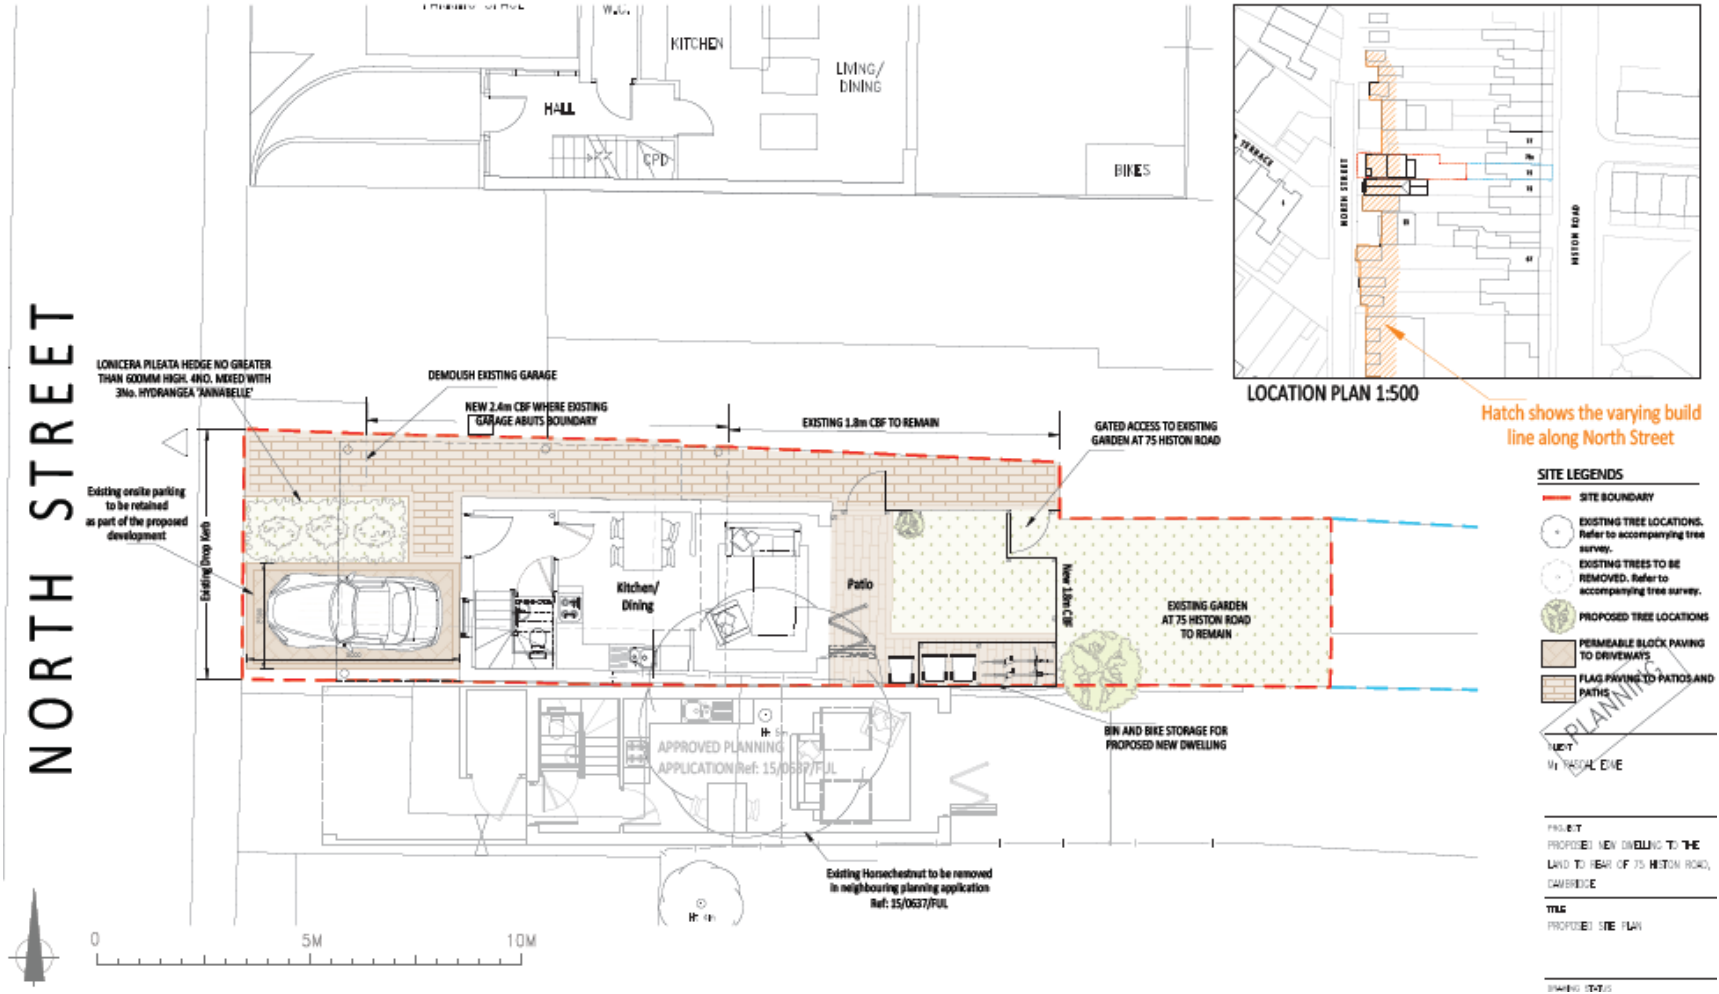 PARKING SPACE
W.C.
KITCHEN
LIVING/
DINING
HALL
CPD
BIKES
TERRACE
NORTH STREET
HISTON ROAD
67
LOCATION PLAN 1:500
Hatch shows the varying build
line along North Street
NORTH STREET
LONICERA PILEATA HEDGE NO GREATER
THAN 600MM HIGH. 4NO. MIXED WITH
3No. HYDRANGEA 'ANNABELLE'
DEMOLISH EXISTING GARAGE
NEW 2.4m CBF WHERE EXISTING
GARAGE ABUTS BOUNDARY
EXISTING 1.8m CBF TO REMAIN
GATED ACCESS TO EXISTING
GARDEN AT 75 HISTON ROAD
Existing onsite parking
to be retained
as part of the proposed
development
Existing Drop Kerb
Kitchen/
Dining
Patio
New 1.8m CBF
EXISTING GARDEN
AT 75 HISTON ROAD
TO REMAIN
BIN AND BIKE STORAGE FOR
PROPOSED NEW DWELLING
APPROVED PLANNING
APPLICATION Ref: 15/0637/FUL
Existing Horsechestnut to be removed
in neighbouring planning application
Ref: 15/0637/FUL
0 5M 10M
SITE LEGENDS
SITE BOUNDARY
EXISTING TREE LOCATIONS.
Refer to accompanying tree
survey.
EXISTING TREES TO BE
REMOVED. Refer to
accompanying tree survey.
PROPOSED TREE LOCATIONS
PERMEABLE BLOCK PAVING
TO DRIVEWAYS
FLAG PAVING TO PATIOS AND
PATHS
PLANNING
CLIENT
PROJECT
PROPOSED NEW DWELLING TO THE
LAND TO REAR OF 75 HISTON ROAD,
CAMBRIDGE
TITLE
PROPOSED SITE PLAN
DRAWING STATUS